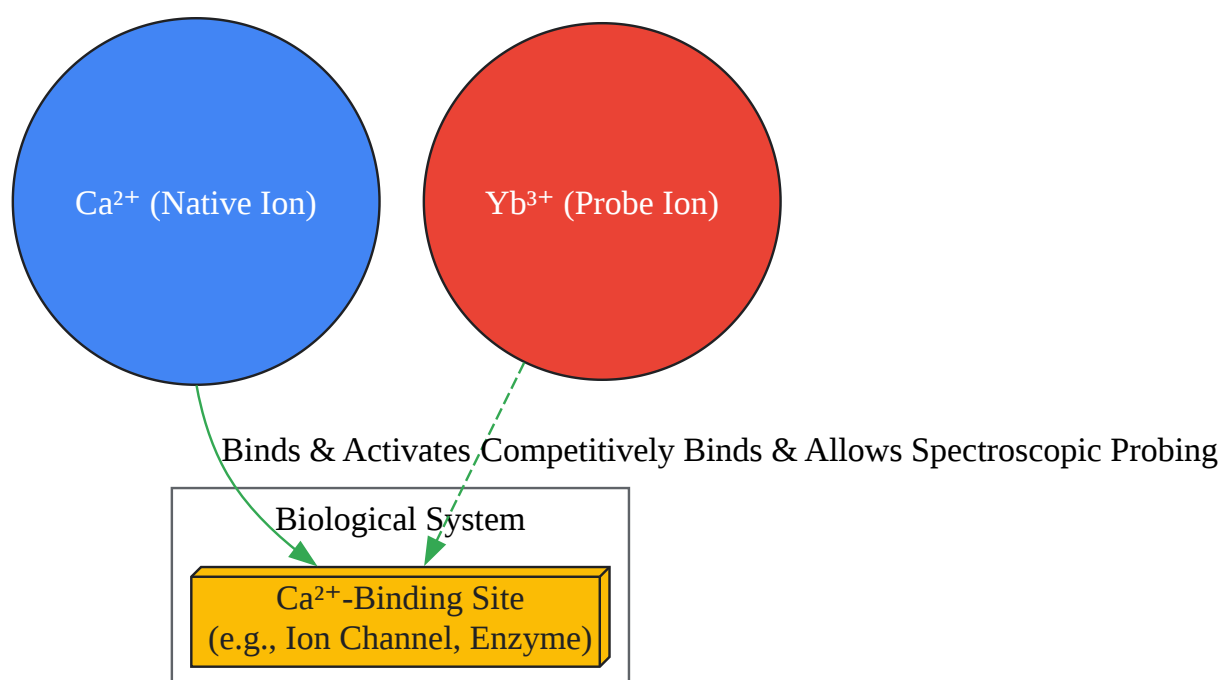 Ca²⁺ (Native Ion)
Yb³⁺ (Probe Ion)
Binds & Activates
Competitively Binds & Allows Spectroscopic Probing
Biological System
Ca²⁺-Binding Site
(e.g., Ion Channel, Enzyme)